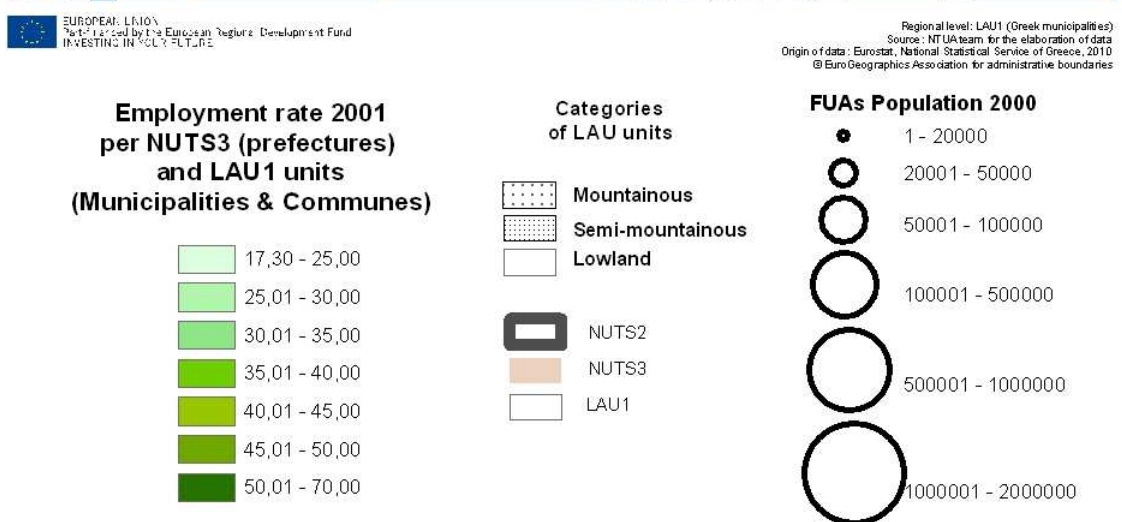 EUROPEAN UNION
Part-financed by the European Regional Development Fund
INVESTING IN YOUR FUTURE
Regional level: LAU1 (Greek municipalities)
Source: NTUA team for the elaboration of data
Origin of data: Eurostat, National Statistical Service of Greece, 2010
© EuroGeographics Association for administrative boundaries
Employment rate 2001
per NUTS3 (prefectures)
and LAU1 units
(Municipalities & Communes)
17,30 - 25,00
25,01 - 30,00
30,01 - 35,00
35,01 - 40,00
40,01 - 45,00
45,01 - 50,00
50,01 - 70,00
Categories
of LAU units
Mountainous
Semi-mountainous
Lowland
NUTS2
NUTS3
LAU1
FUAs Population 2000
1 - 20000
20001 - 50000
50001 - 100000
100001 - 500000
500001 - 1000000
1000001 - 2000000